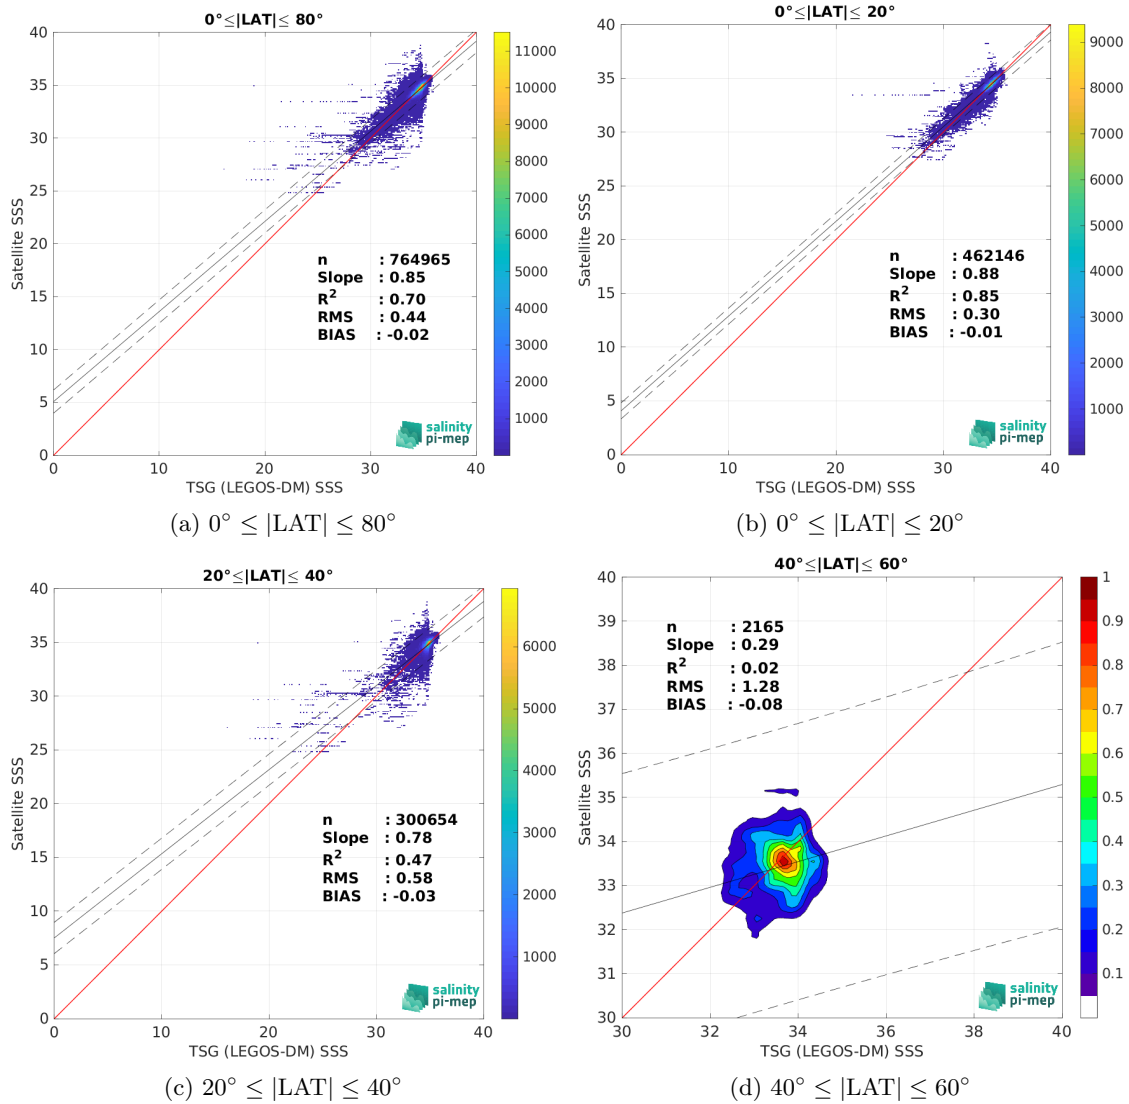 0°≤|LAT|≤ 80°
40
35
30
25
20
15
10
5
0
Satellite SSS
n : 764965
Slope : 0.85
R² : 0.70
RMS : 0.44
BIAS : -0.02
salinity
pi-mep
0 10 20 30 40
TSG (LEGOS-DM) SSS
11000
10000
9000
8000
7000
6000
5000
4000
3000
2000
1000
(a) 0° ≤ |LAT| ≤ 80°
0°≤|LAT|≤ 20°
40
35
30
25
20
15
10
5
0
Satellite SSS
n : 462146
Slope : 0.88
R² : 0.85
RMS : 0.30
BIAS : -0.01
salinity
pi-mep
0 10 20 30 40
TSG (LEGOS-DM) SSS
9000
8000
7000
6000
5000
4000
3000
2000
1000
(b) 0° ≤ |LAT| ≤ 20°
20°≤|LAT|≤ 40°
40
35
30
25
20
15
10
5
0
Satellite SSS
n : 300654
Slope : 0.78
R² : 0.47
RMS : 0.58
BIAS : -0.03
salinity
pi-mep
0 10 20 30 40
TSG (LEGOS-DM) SSS
6000
5000
4000
3000
2000
1000
0
(c) 20° ≤ |LAT| ≤ 40°
40°≤|LAT|≤ 60°
40
39
38
37
36
35
34
33
32
31
30
Satellite SSS
n : 2165
Slope : 0.29
R² : 0.02
RMS : 1.28
BIAS : -0.08
salinity
pi-mep
30 32 34 36 38 40
TSG (LEGOS-DM) SSS
1
0.9
0.8
0.7
0.6
0.5
0.4
0.3
0.2
0.1
(d) 40° ≤ |LAT| ≤ 60°